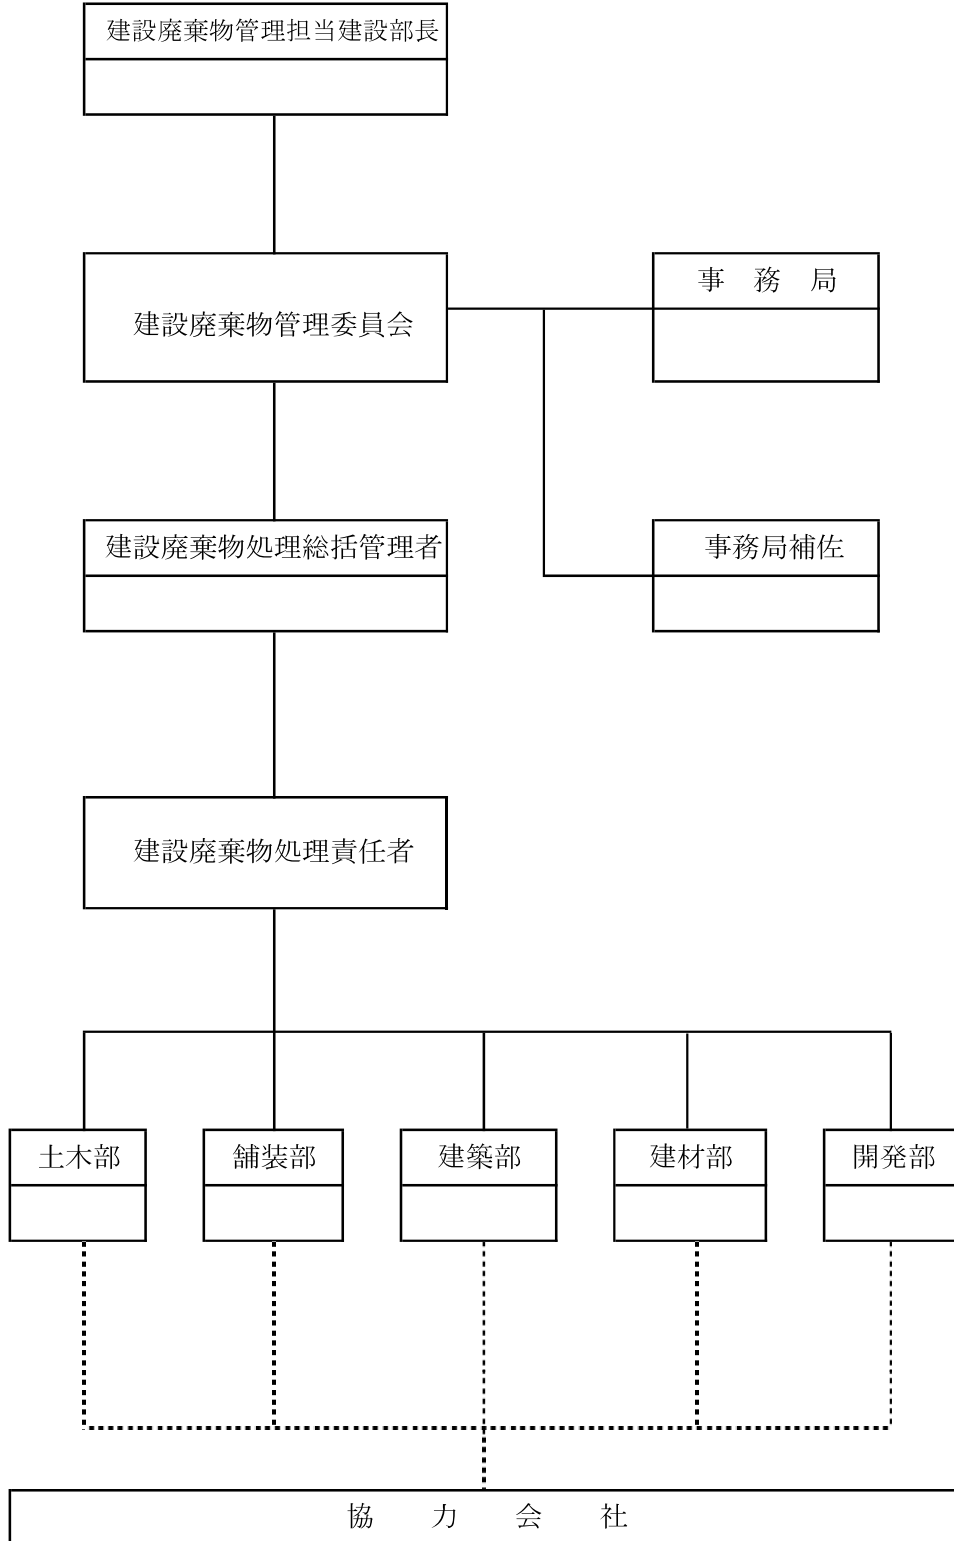 建設廃棄物管理担当建設部長
建設廃棄物管理委員会
事　務　局
建設廃棄物処理総括管理者
事務局補佐
建設廃棄物処理責任者
土木部
舗装部
建築部
建材部
開発部
協　力　会　社